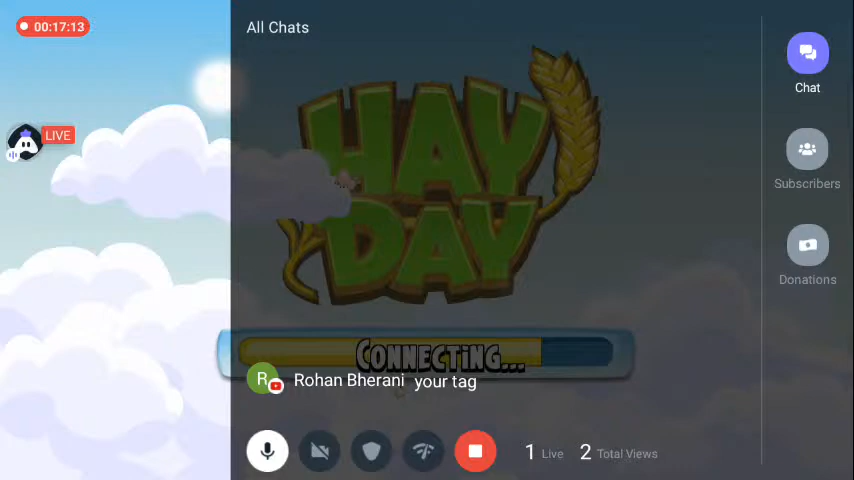 00:17:13
All Chats
LIVE
HAY
DAY
CONNECTING...
R Rohan Bherani your tag
1 Live 2 Total Views
Chat
Subscribers
Donations